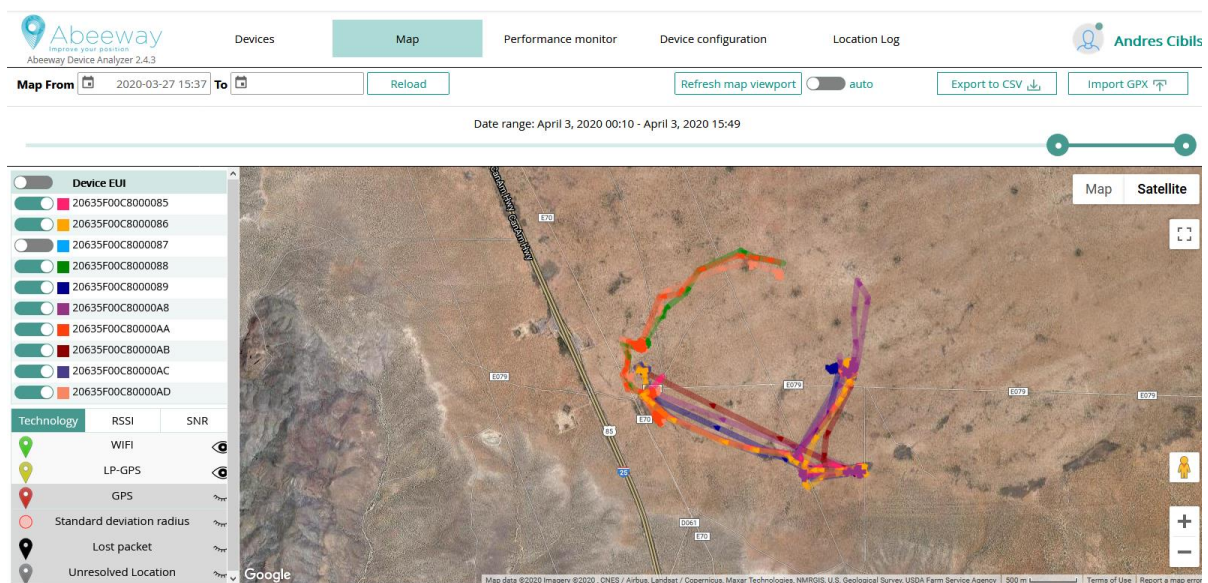 Abeeway
Improve your position
Abeeway Device Analyzer 2.4.3
Devices
Map
Performance monitor
Device configuration
Location Log
Andres Cibils
Map From
2020-03-27 15:37
To
Reload
Refresh map viewport
auto
Export to CSV
Import GPX
Date range: April 3, 2020 00:10 - April 3, 2020 15:49
Device EUI
20635F00C8000085
20635F00C8000086
20635F00C8000087
20635F00C8000088
20635F00C8000089
20635F00C80000A8
20635F00C80000AA
20635F00C80000AB
20635F00C80000AC
20635F00C80000AD
Technology
RSSI
SNR
WIFI
LP-GPS
GPS
Standard deviation radius
Lost packet
Unresolved Location
Map
Satellite
CanAm Hwy
CanAm Hwy
E70
E079
E079
E079
E079
E70
85
25
D061
E70
Google
Map data ©2020 Imagery ©2020 , CNES / Airbus, Landsat / Copernicus, Maxar Technologies, NMRGIS, U.S. Geological Survey, USDA Farm Service Agency
500 m
Terms of Use
Report a map error